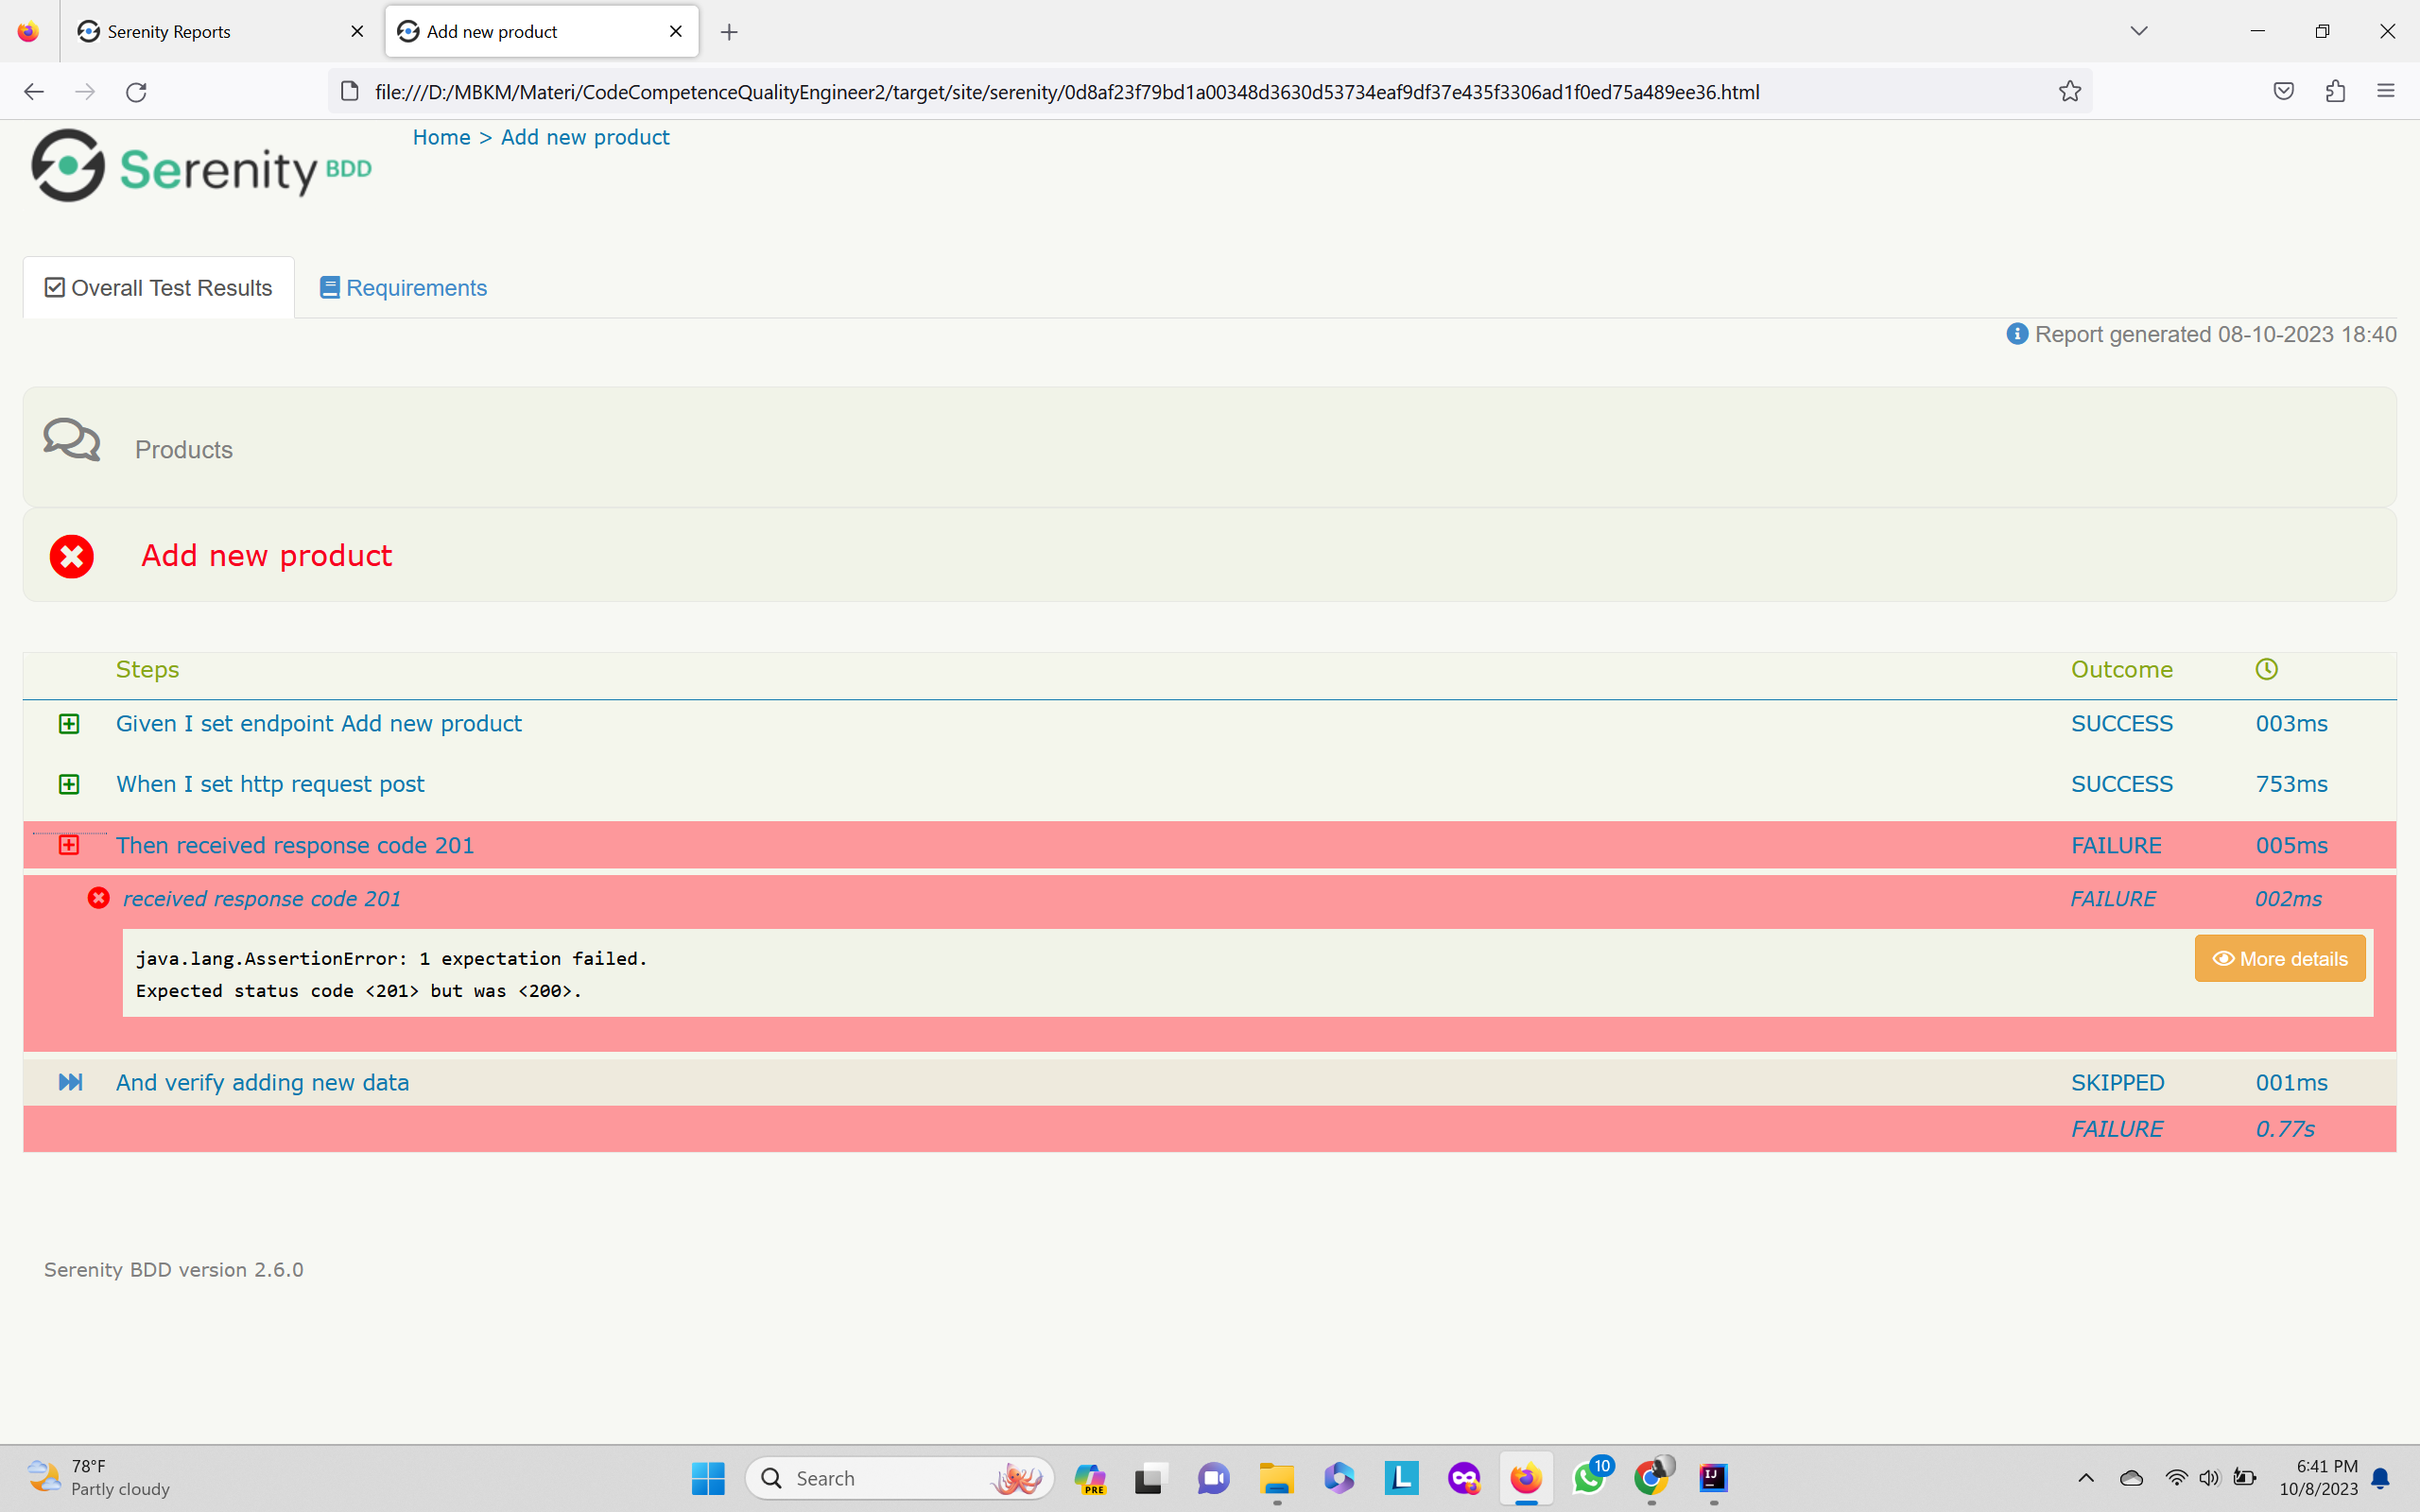 Serenity Reports
Add new product
file:///D:/MBKM/Materi/CodeCompetenceQualityEngineer2/target/site/serenity/0d8af23f79bd1a00348d3630d53734eaf9df37e435f3306ad1f0ed75a489ee36.html
Serenity BDD
Home > Add new product
Overall Test Results
Requirements
Report generated 08-10-2023 18:40
Products
Add new product
Steps Outcome
Given I set endpoint Add new product SUCCESS 003ms
When I set http request post SUCCESS 753ms
Then received response code 201 FAILURE 005ms
received response code 201 FAILURE 002ms
java.lang.AssertionError: 1 expectation failed.
More details
Expected status code <201> but was <200>.
And verify adding new data SKIPPED 001ms
FAILURE 0.77s
Serenity BDD version 2.6.0
78°F
Partly cloudy
Search
PRE
L
10
IJ
6:41 PM
10/8/2023